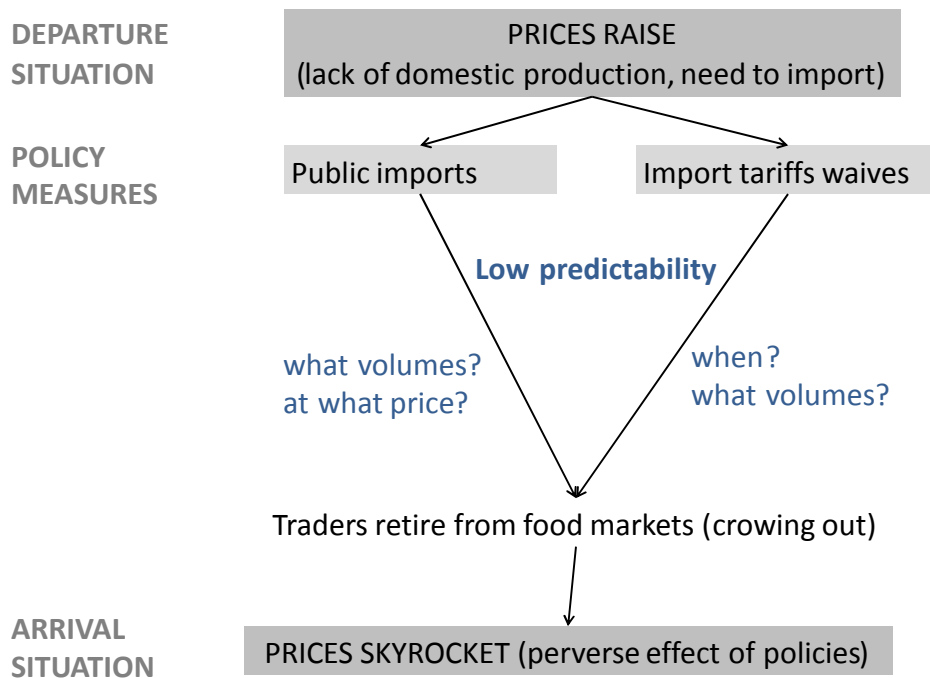 DEPARTURE
SITUATION
PRICES RAISE
(lack of domestic production, need to import)
POLICY
MEASURES
Public imports
Import tariffs waives
Low predictability
what volumes?
at what price?
when?
what volumes?
Traders retire from food markets (crowing out)
ARRIVAL
SITUATION
PRICES SKYROCKET (perverse effect of policies)